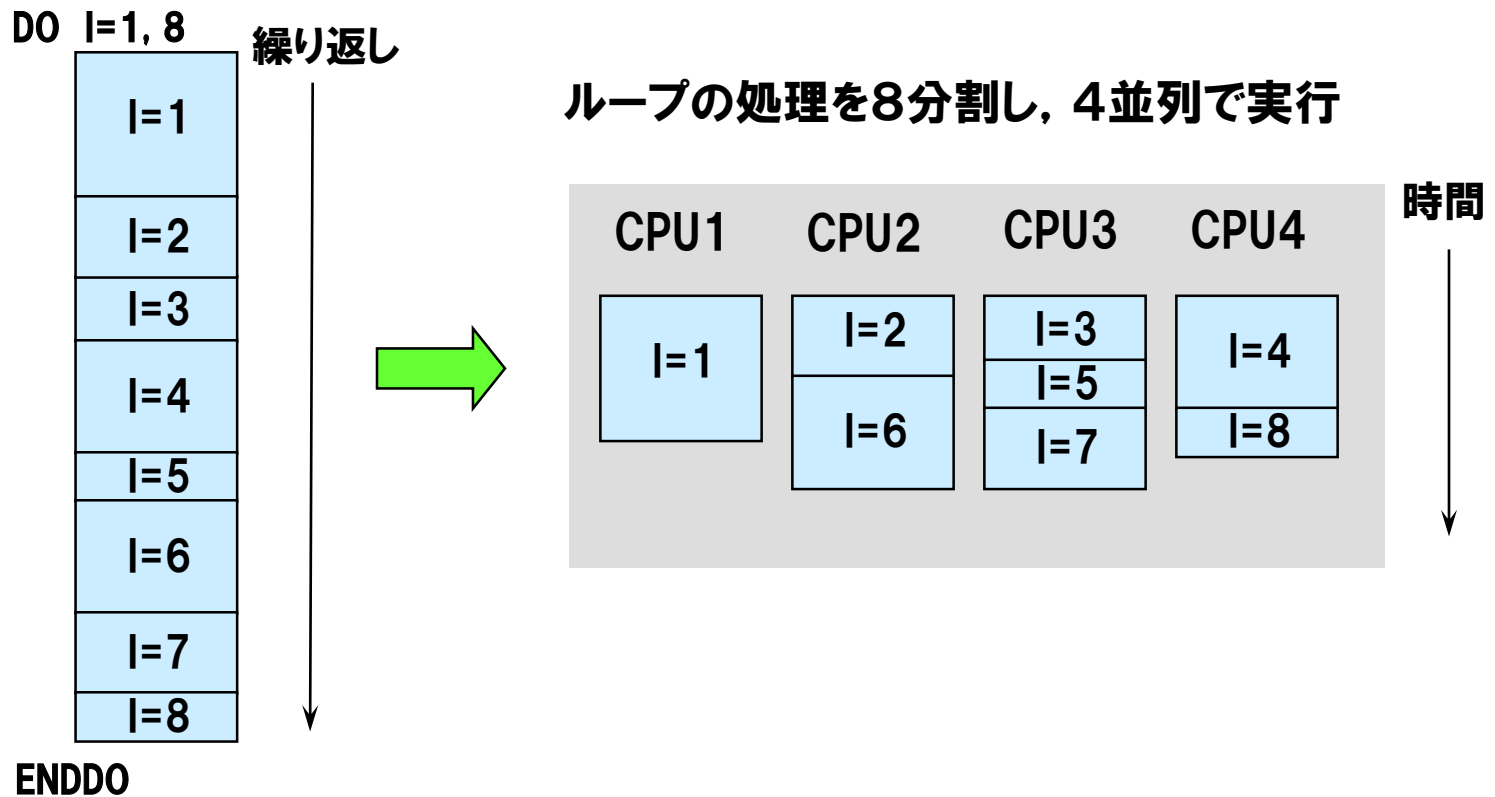 DO I=1, 8
繰り返し
I=1
I=2
I=3
I=4
I=5
I=6
I=7
I=8
ENDDO
ループの処理を8分割し，4並列で実行
時間
CPU1 CPU2 CPU3 CPU4
I=1
I=2
I=6
I=3
I=5
I=7
I=4
I=8